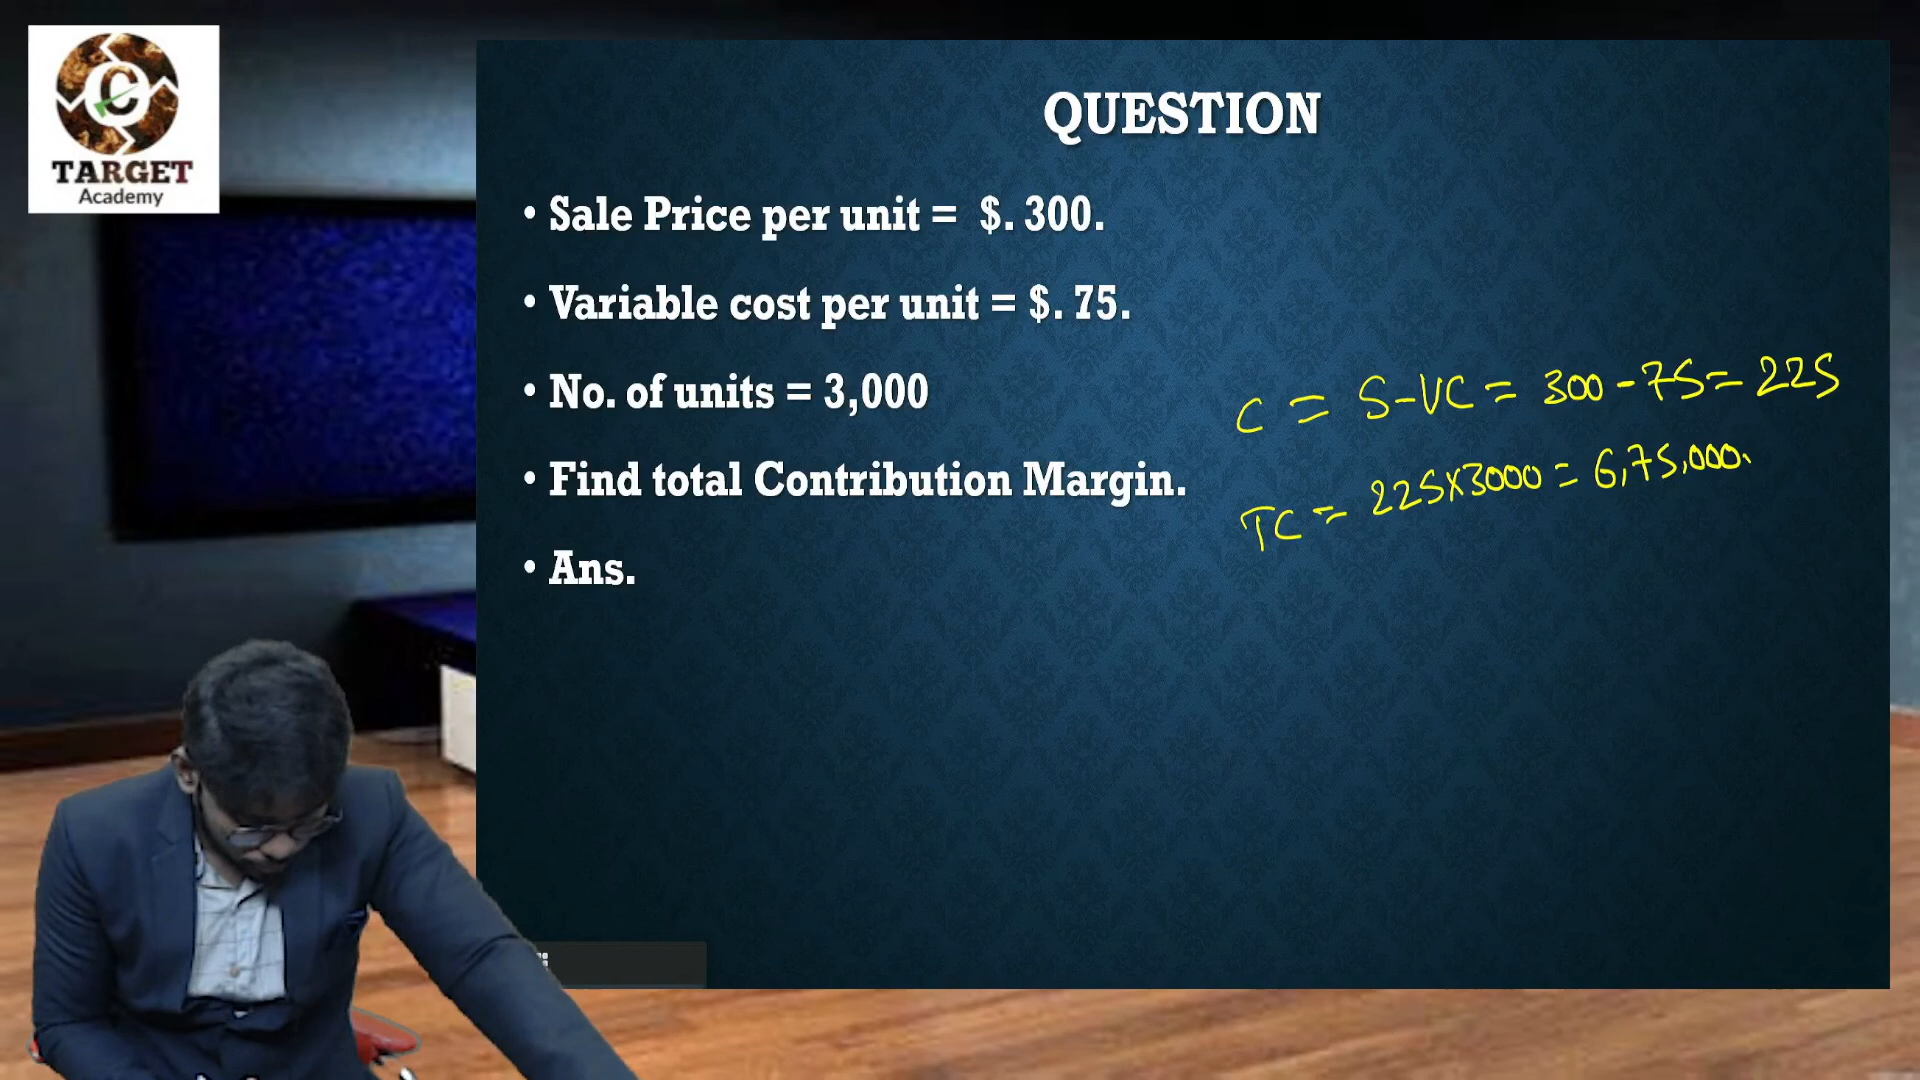 TARGET
Academy
QUESTION
• Sale Price per unit = $. 300.
• Variable cost per unit = $. 75.
• No. of units = 3,000
• Find total Contribution Margin.
• Ans.
C = S-VC = 300 - 75 = 225
TC = 225x3000 = 6,75,000.